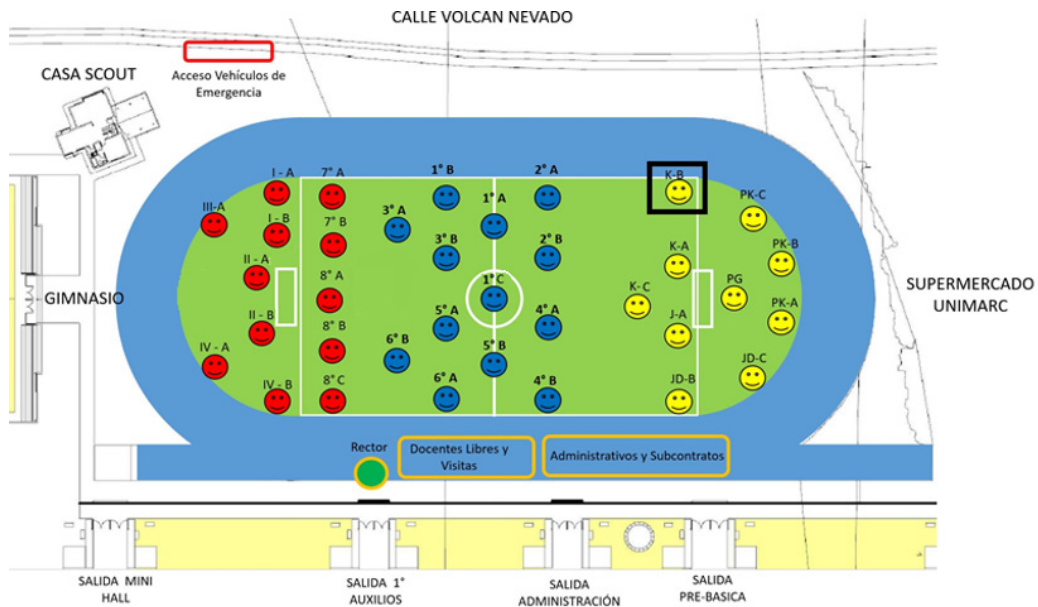 CALLE VOLCAN NEVADO
Acceso Vehículos de
Emergencia
CASA SCOUT
GIMNASIO
SUPERMERCADO
UNIMARC
I - A
III-A
I - B
II - A
II - B
IV - A
IV - B
7° A
7° B
8° A
8° B
8° C
1° B
3° A
3° B
5° A
6° B
6° A
1° A
1° C
5° B
2° A
2° B
4° A
4° B
K-B
K-A
K- C
J-A
JD-B
PK-C
PK-B
PG
PK-A
JD-C
Rector
Docentes Libres y
Visitas
Administrativos y Subcontratos
SALIDA MINI
HALL
SALIDA 1°
AUXILIOS
SALIDA
ADMINISTRACIÓN
SALIDA
PRE-BASICA